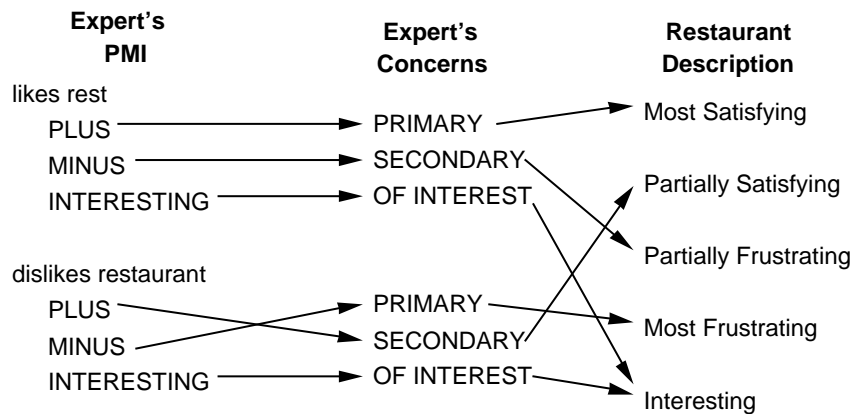 Expert's
PMI
Expert's
Concerns
Restaurant
Description
likes rest
PLUS
PRIMARY
Most Satisfying
MINUS
SECONDARY
INTERESTING
OF INTEREST
Partially Satisfying
Partially Frustrating
dislikes restaurant
PLUS
PRIMARY
Most Frustrating
MINUS
SECONDARY
INTERESTING
OF INTEREST
Interesting